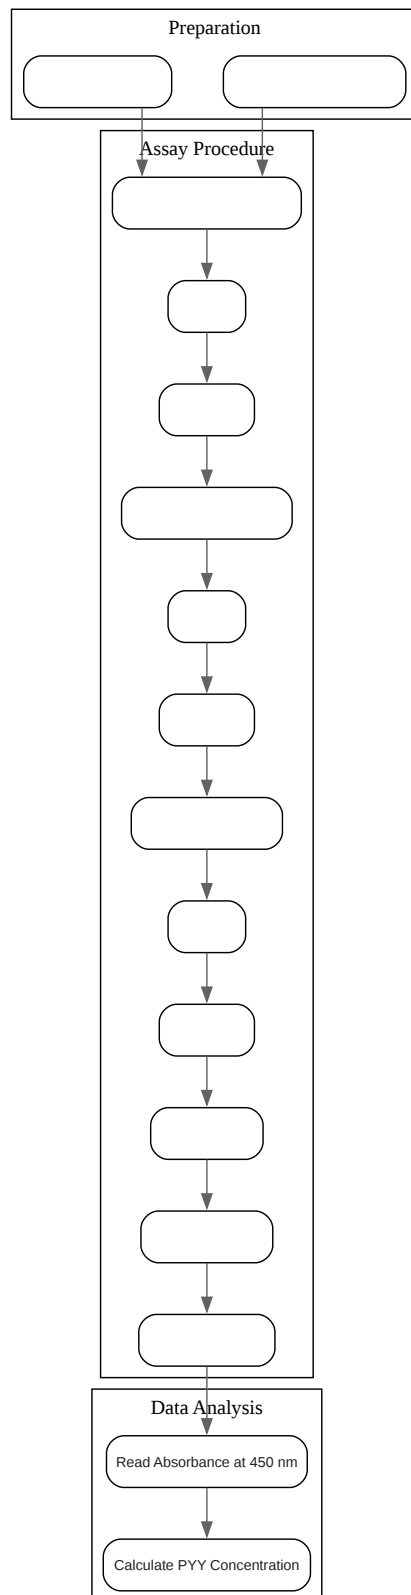 Preparation
Assay Procedure
Data Analysis
Read Absorbance at 450 nm
Calculate PYY Concentration